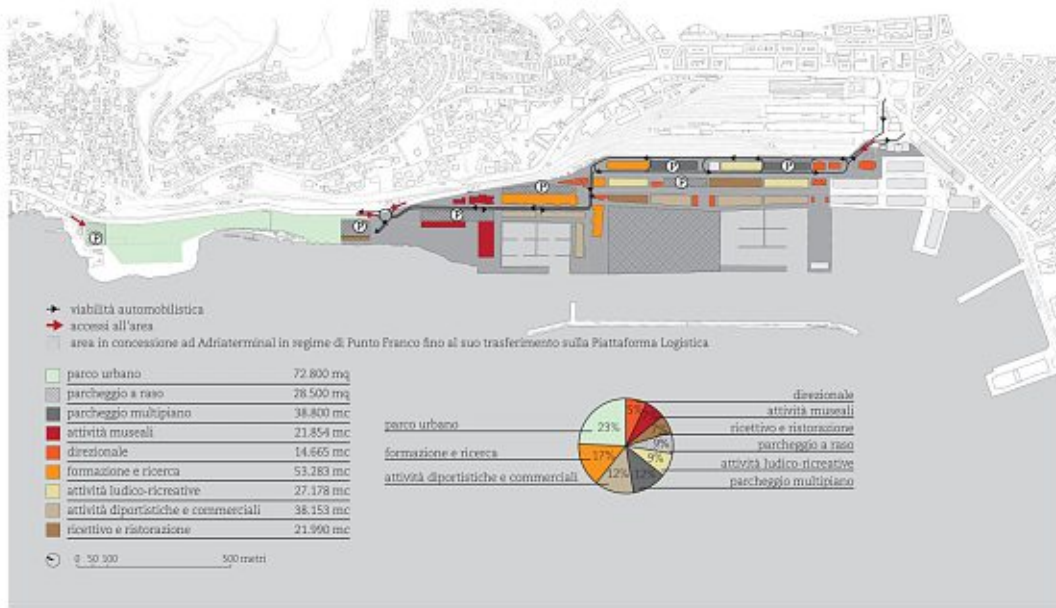 P
P
P
P
P
P
P
viabilità automobilistica
accessi all'area
area in concessione ad Adriaterminal in regime di Punto Franco fino al suo trasferimento sulla Piattaforma Logistica
parco urbano 72.800 mq
parcheggio a raso 28.500 mq
parcheggio multipiano 38.800 mc
attività museali 21.854 mc
direzionale 14.665 mc
formazione e ricerca 53.283 mc
attività ludico-ricreative 27.178 mc
attività diportistiche e commerciali 38.153 mc
ricettivo e ristorazione 21.990 mc
0 50 100 500 metri
parco urbano
formazione e ricerca
attività diportistiche e commerciali
23%
17%
12%
12%
9%
9%
7%
5%
direzionale
attività museali
ricettivo e ristorazione
parcheggio a raso
attività ludico-ricreative
parcheggio multipiano